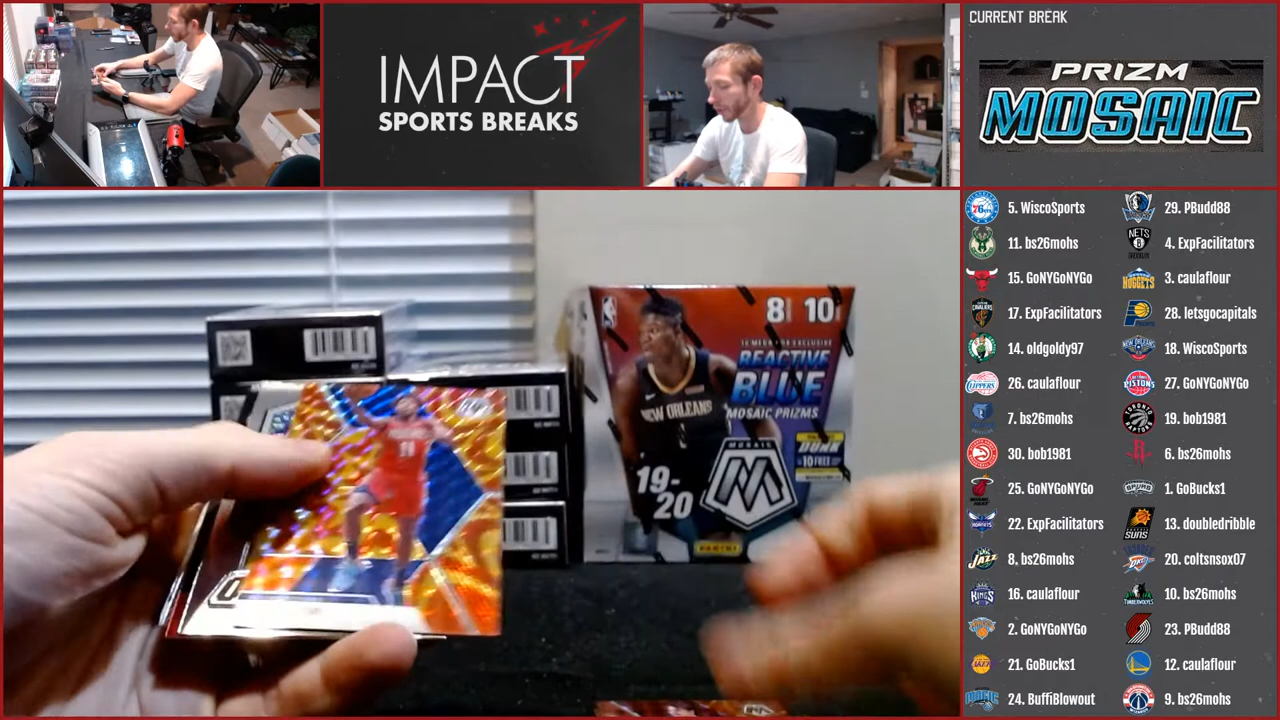 IMPACT
SPORTS BREAKS
CURRENT BREAK
PRIZM
MOSAIC
5. WiscoSports
29. PBudd88
11. bs26mohs
4. ExpFacilitators
15. GoNYGoNYGo
3. caulaflour
17. ExpFacilitators
28. letsgocapitals
14. oldgoldy97
18. WiscoSports
26. caulaflour
27. GoNYGoNYGo
7. bs26mohs
19. bob1981
30. bob1981
6. bs26mohs
25. GoNYGoNYGo
1. GoBucks1
22. ExpFacilitators
13. doubledribble
8. bs26mohs
20. coltsnsox07
16. caulaflour
10. bs26mohs
2. GoNYGoNYGo
23. PBudd88
21. GoBucks1
12. caulaflour
24. BuffiBlowout
9. bs26mohs
8 10
REACTIVE
BLUE
MOSAIC PRIZMS
NEW ORLEANS
MOSAIC
19-
20
DUNK
PANINI